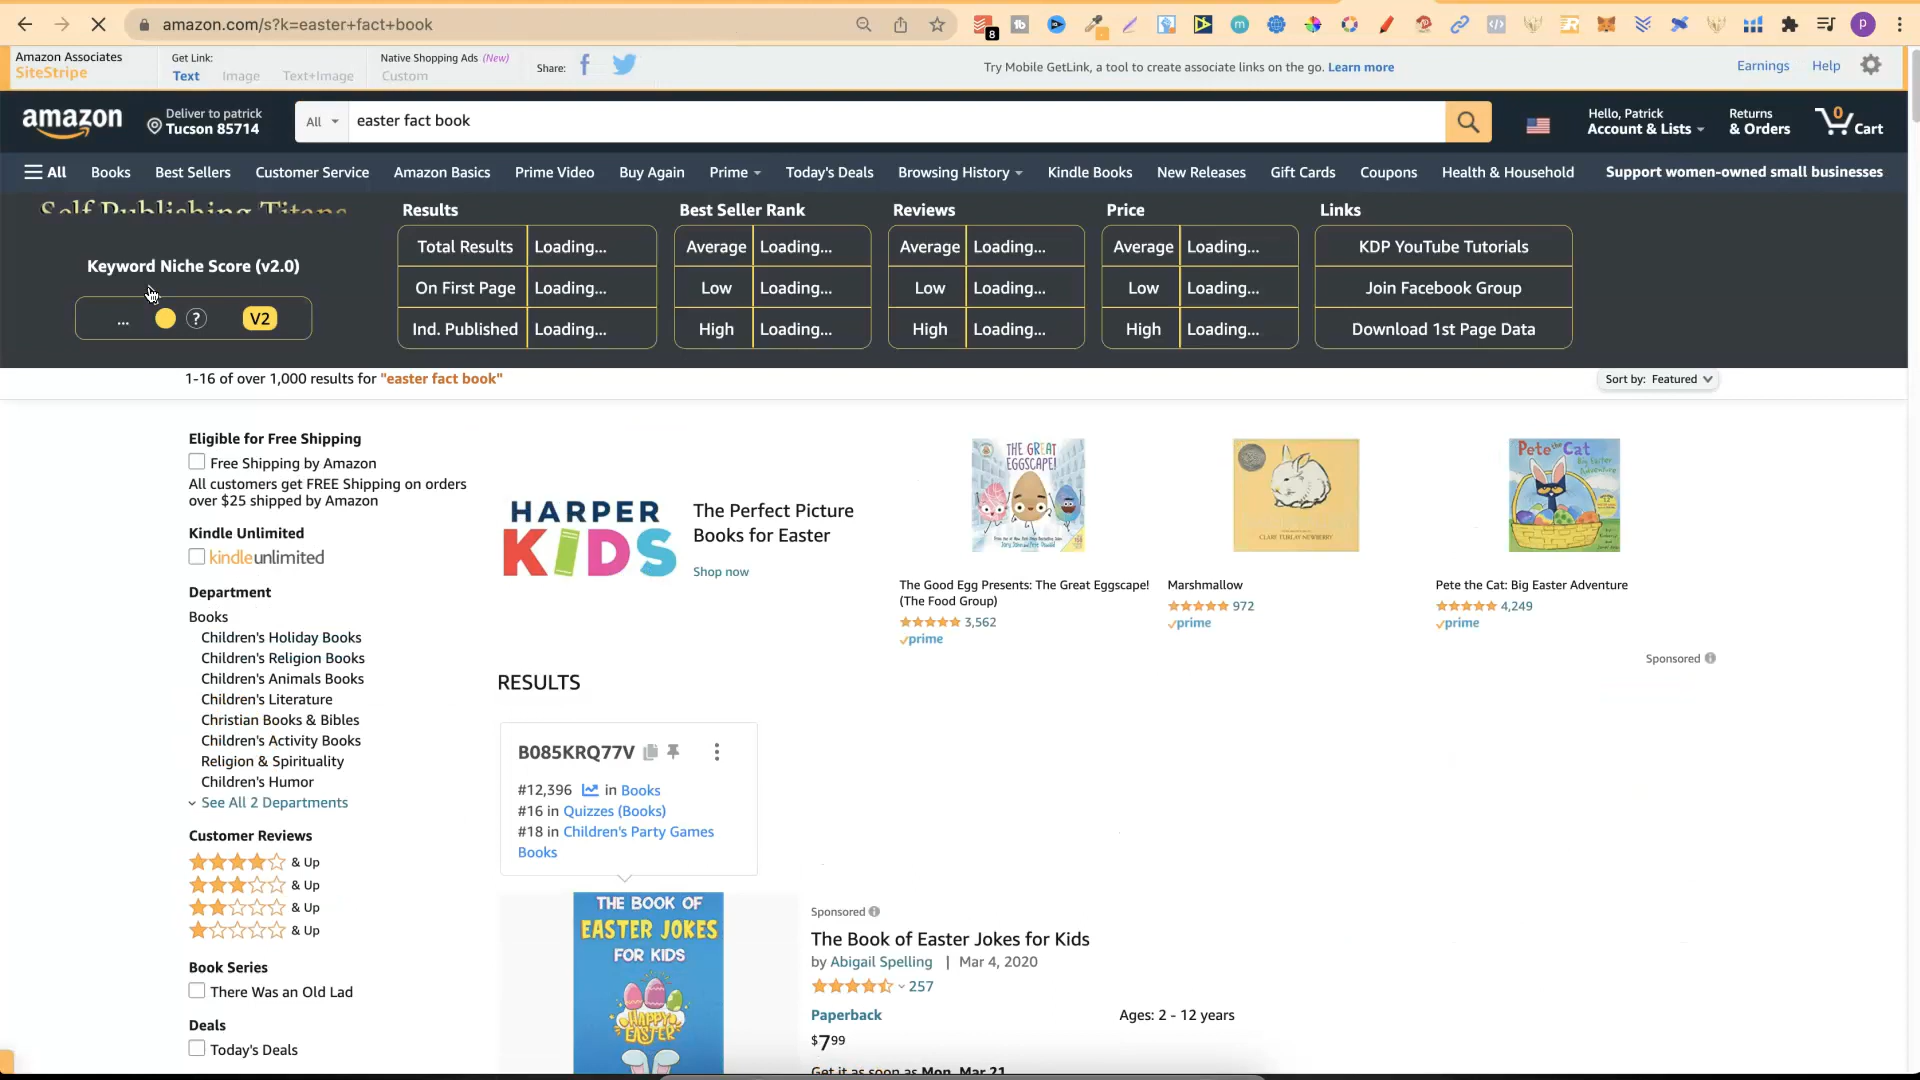 amazon.com/s?k=easter+fact+book
8
Amazon Associates
SiteStripe
Get Link:
Text Image Text+Image
Native Shopping Ads (New)
Custom
Share:
Try Mobile GetLink, a tool to create associate links on the go. Learn more
Earnings Help
amazon
Deliver to patrick
Tucson 85714
All
easter fact book
Hello, Patrick
Account & Lists
Returns
& Orders
0
Cart
All Books Best Sellers Customer Service Amazon Basics Prime Video Buy Again Prime Today's Deals Browsing History Kindle Books New Releases Gift Cards Coupons Health & Household Support women-owned small businesses
Self Publishing Titans
Keyword Niche Score (v2.0)
... ? V2
Results
Total Results Loading...
On First Page Loading...
Ind. Published Loading...
Best Seller Rank
Average Loading...
Low Loading...
High Loading...
Reviews
Average Loading...
Low Loading...
High Loading...
Price
Average Loading...
Low Loading...
High Loading...
Links
KDP YouTube Tutorials
Join Facebook Group
Download 1st Page Data
1-16 of over 1,000 results for "easter fact book"
Sort by: Featured
Eligible for Free Shipping
Free Shipping by Amazon
All customers get FREE Shipping on orders
over $25 shipped by Amazon
Kindle Unlimited
kindleunlimited
Department
Books
Children's Holiday Books
Children's Religion Books
Children's Animals Books
Children's Literature
Christian Books & Bibles
Children's Activity Books
Religion & Spirituality
Children's Humor
See All 2 Departments
Customer Reviews
& Up
& Up
& Up
& Up
Book Series
There Was an Old Lad
Deals
Today's Deals
HARPER
KIDS
The Perfect Picture
Books for Easter
Shop now
THE GREAT
EGGSCAPE!
The Good Egg Presents: The Great Eggscape!
(The Food Group)
3,562
prime
CLARE TURLAY NEWBERRY
Marshmallow
972
prime
Pete the Cat
Big Easter
Adventure
Pete the Cat: Big Easter Adventure
4,249
prime
Sponsored
RESULTS
B085KRQ77V
#12,396 in Books
#16 in Quizzes (Books)
#18 in Children's Party Games
Books
THE BOOK OF
EASTER JOKES
FOR KIDS
HAPPY
EASTER
Sponsored
The Book of Easter Jokes for Kids
by Abigail Spelling | Mar 4, 2020
257
Paperback
Ages: 2 - 12 years
$7 99
Get it as soon as Mon, Mar 21